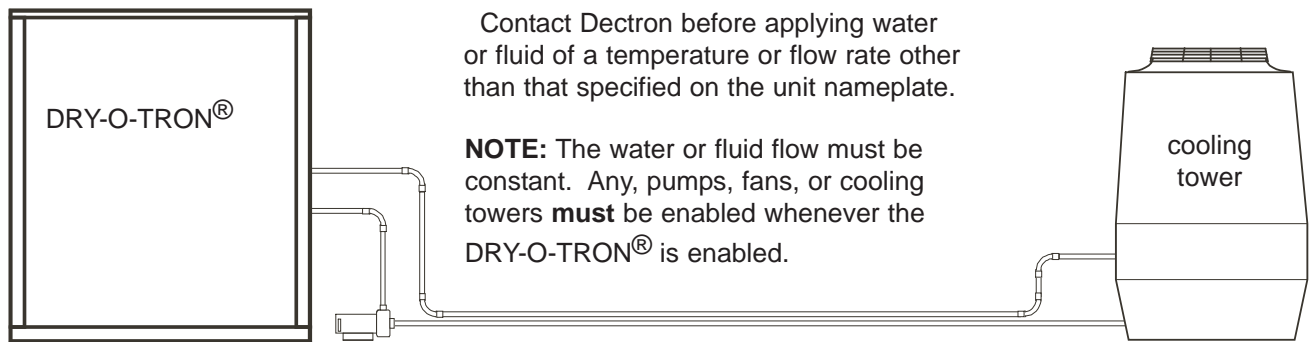 Contact Dectron before applying water
or fluid of a temperature or flow rate other
than that specified on the unit nameplate.
DRY-O-TRON®
NOTE: The water or fluid flow must be
constant.  Any, pumps, fans, or cooling
towers must be enabled whenever the
DRY-O-TRON® is enabled.
cooling
tower